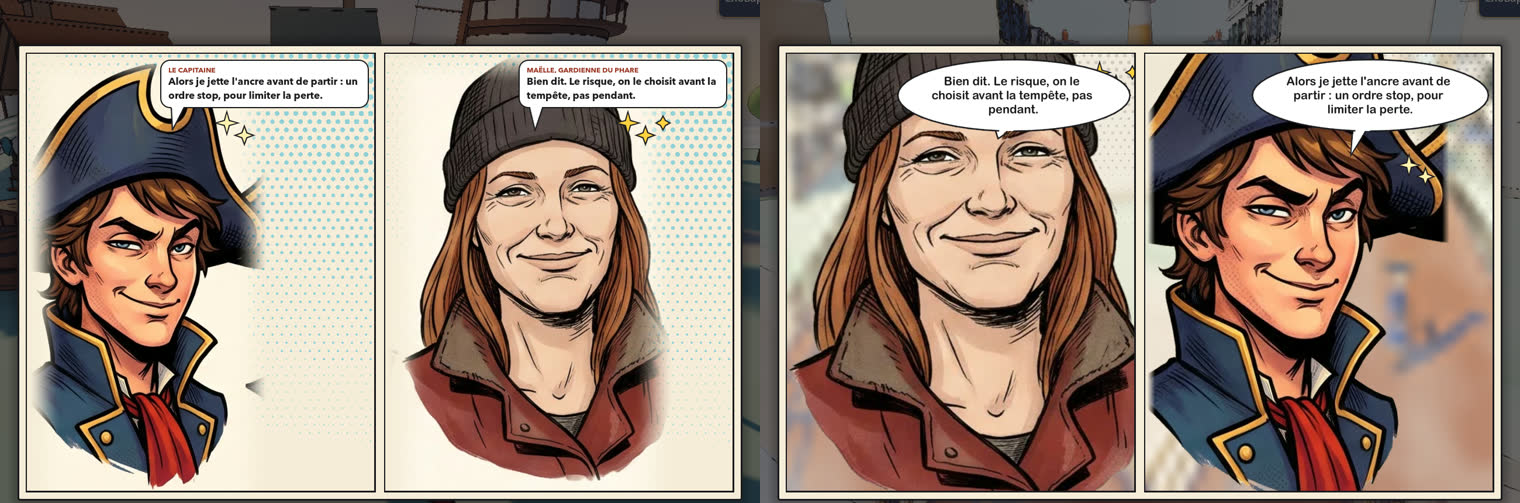 LE CAPITAINE
Alors je jette l'ancre avant de partir : un
ordre stop, pour limiter la perte.
MAËLLE, GARDIENNE DU PHARE
Bien dit. Le risque, on le choisit avant la
tempête, pas pendant.
Bien dit. Le risque, on le
choisit avant la tempête, pas
pendant.
Alors je jette l'ancre avant de
partir : un ordre stop, pour
limiter la perte.